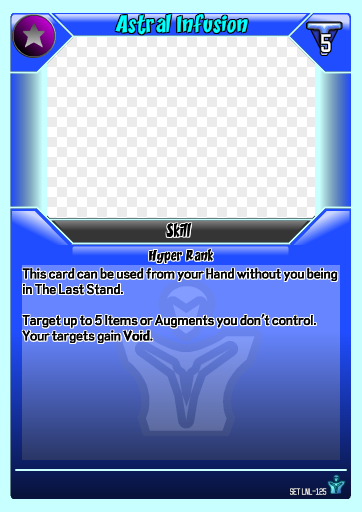 Astral Infusion
5
Skill
Hyper Rank
This card can be used from your Hand without you being
in The Last Stand.
Target up to 5 Items or Augments you don't control.
Your targets gain Void.
SET LNL-125